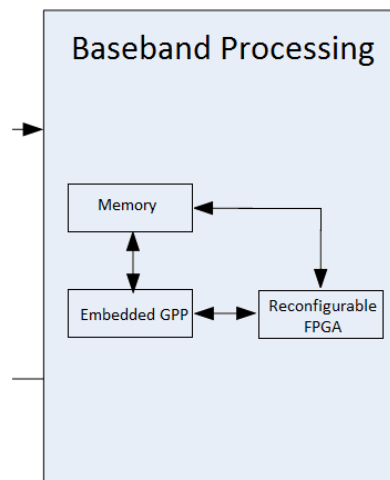 Baseband Processing
Memory
Embedded GPP
Reconfigurable
FPGA